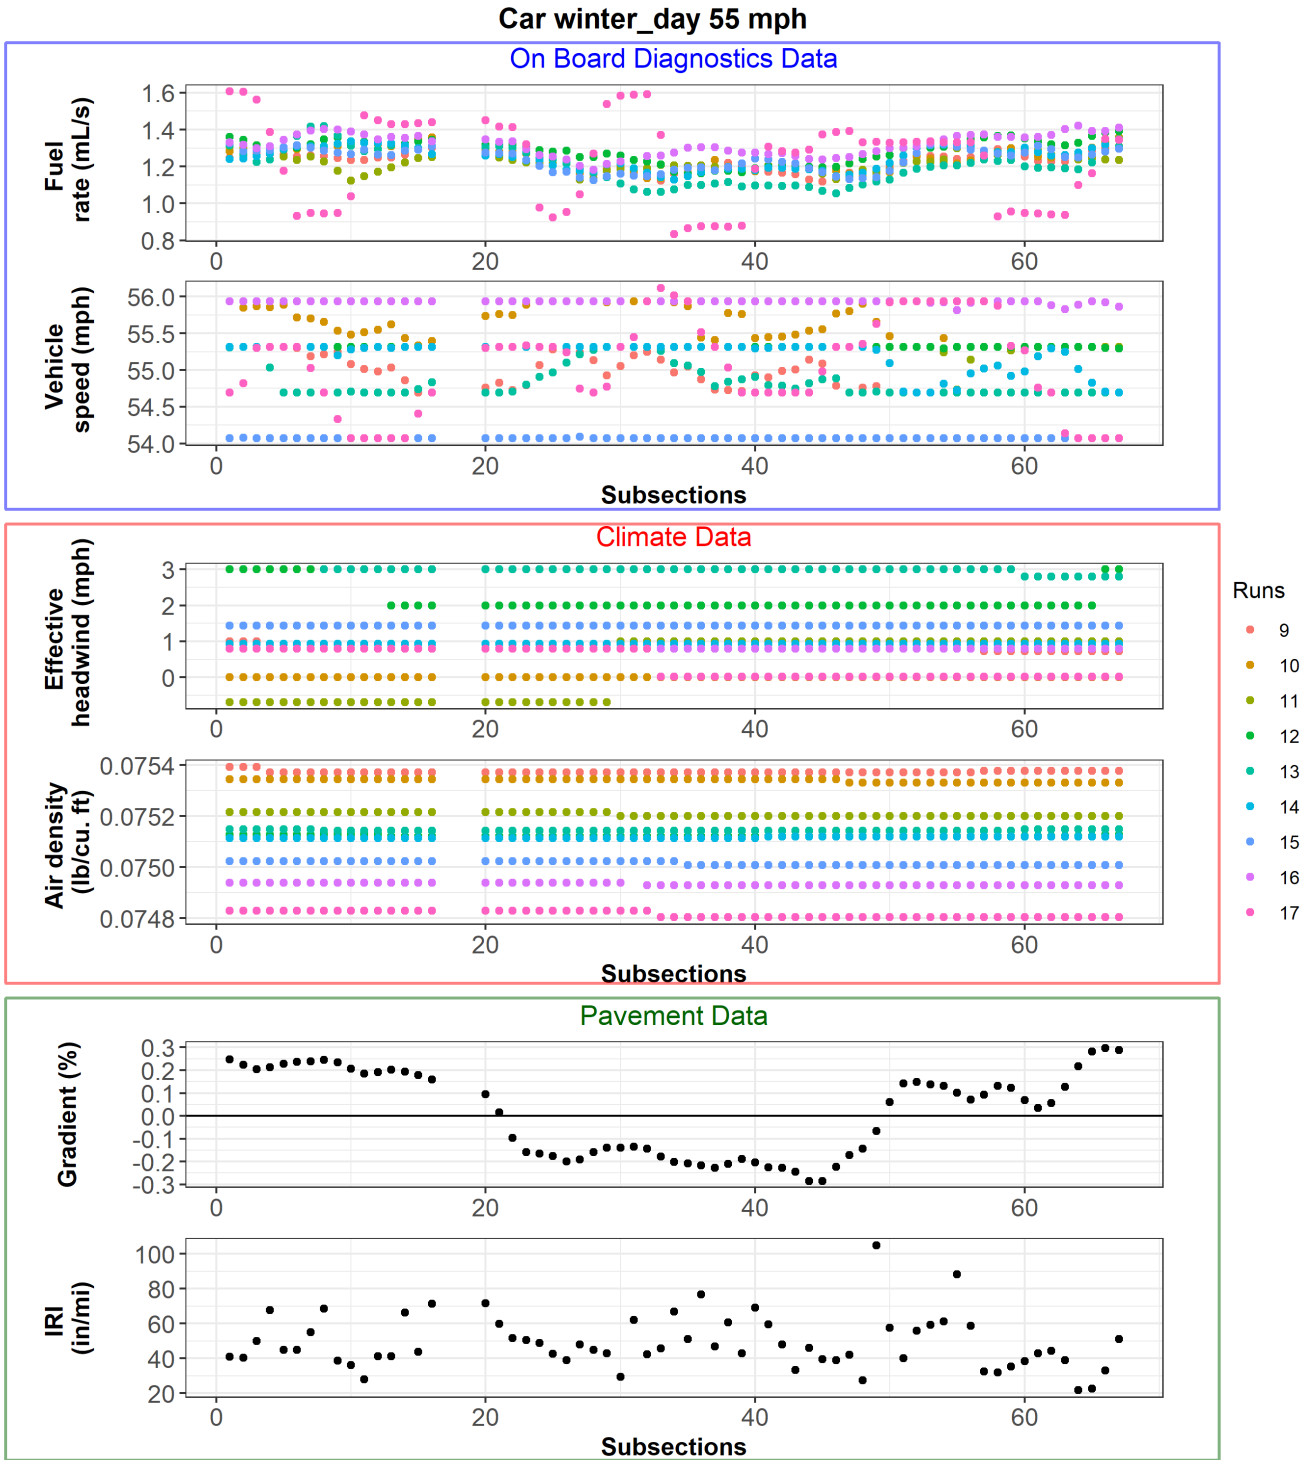 Car winter_day 55 mph
On Board Diagnostics Data
Fuel
rate (mL/s)
1.6
1.4
1.2
1.0
0.8
0 20 40 60
Vehicle
speed (mph)
56.0
55.5
55.0
54.5
54.0
0 20 40 60
Subsections
Climate Data
Effective
headwind (mph)
3
2
1
0
0 20 40 60
Air density
(lb/cu. ft)
0.0754
0.0752
0.0750
0.0748
0 20 40 60
Subsections
Runs
9
10
11
12
13
14
15
16
17
Pavement Data
Gradient (%)
0.3
0.2
0.1
0.0
-0.1
-0.2
-0.3
0 20 40 60
IRI
(in/mi)
100
80
60
40
20
0 20 40 60
Subsections